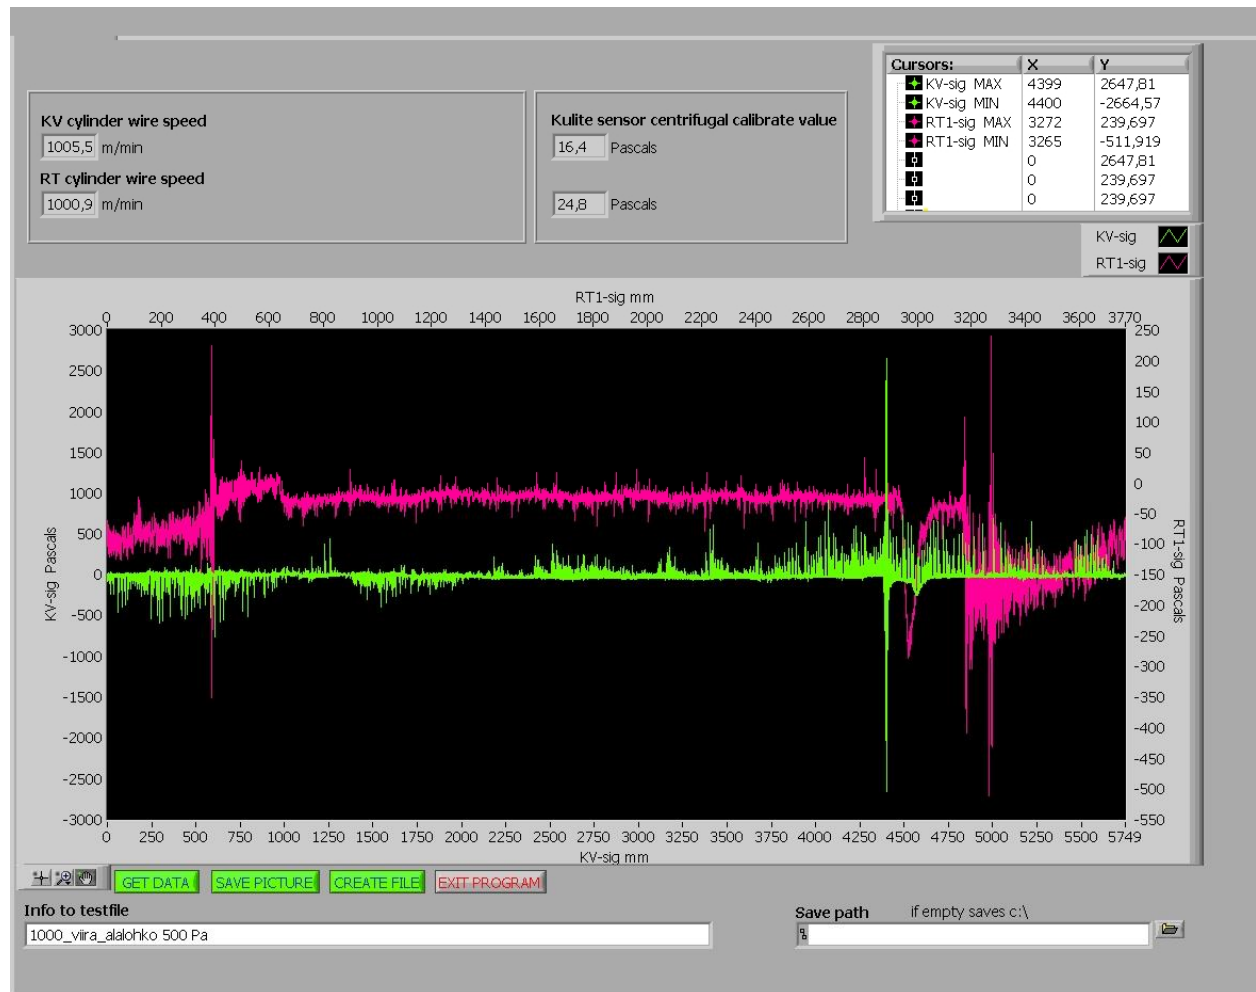 Cursors: X Y
KV-sig MAX 4399 2647,81
KV-sig MIN 4400 -2664,57
RT1-sig MAX 3272 239,697
RT1-sig MIN 3265 -511,919
0 2647,81
0 239,697
0 239,697
KV cylinder wire speed
1005,5 m/min
RT cylinder wire speed
1000,9 m/min
Kulite sensor centrifugal calibrate value
16,4 Pascals
24,8 Pascals
KV-sig
RT1-sig
RT1-sig mm
0 200 400 600 800 1000 1200 1400 1600 1800 2000 2200 2400 2600 2800 3000 3200 3400 3600 3770
3000
2500
2000
1500
1000
500
0
-500
-1000
-1500
-2000
-2500
-3000
KV-sig Pascals
250
200
150
100
50
0
-50
-100
-150
-200
-250
-300
-350
-400
-450
-500
-550
RT1-sig Pascals
0 250 500 750 1000 1250 1500 1750 2000 2250 2500 2750 3000 3250 3500 3750 4000 4250 4500 4750 5000 5250 5500 5749
KV-sig mm
GET DATA SAVE PICTURE CREATE FILE EXIT PROGRAM
Info to testfile
1000_viira_alalohko 500 Pa
Save path if empty saves c:\